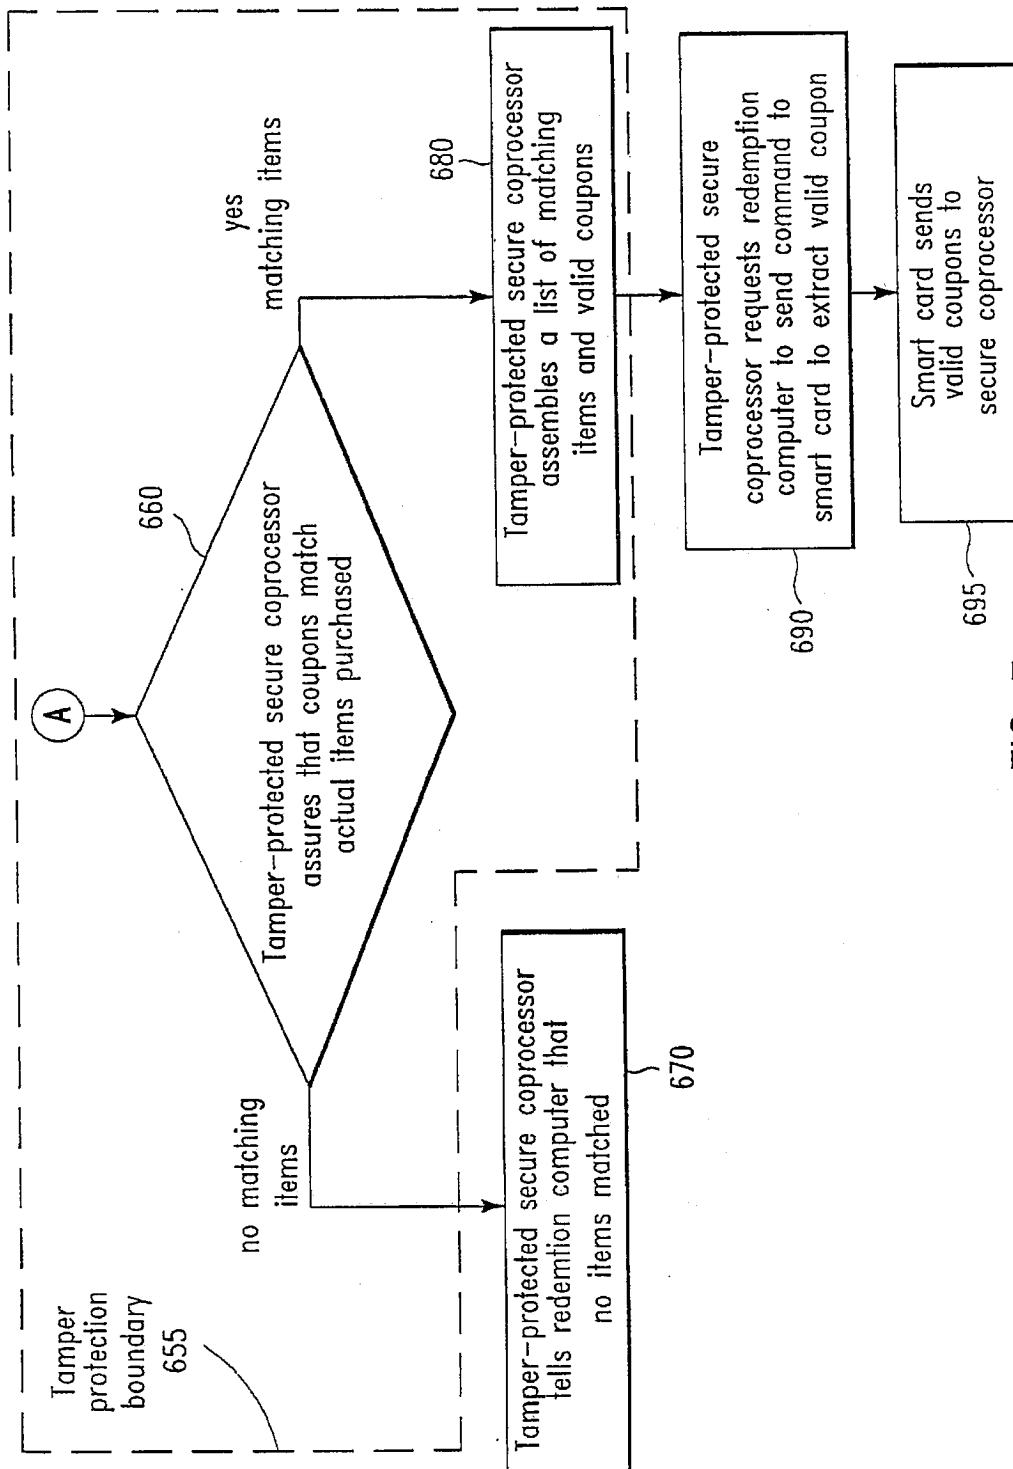 Tamper
protection
boundary
655
A
660
Tamper-protected secure coprocessor
assures that coupons match
actual items purchased
no matching
items
yes
matching items
Tamper-protected secure coprocessor
tells redemtion computer that
no items matched
670
680
Tamper-protected secure coprocessor
assembles a list of matching
items and valid coupons
690
Tamper-protected secure
coprocessor requests redemption
computer to send command to
smart card to extract valid coupon
695
Smart card sends
valid coupons to
secure coprocessor